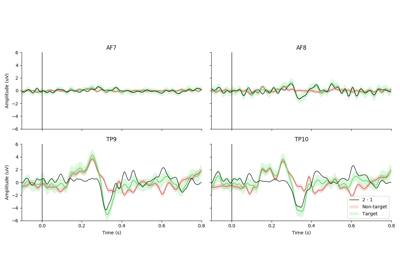 AF7
AF8
Amplitude (uV)
6
4
2
0
−2
−4
−6
TP9
TP10
Amplitude (uV)
6
4
2
0
−2
−4
−6
0.0
0.2
0.4
0.6
0.8
Time (s)
0.0
0.2
0.4
0.6
0.8
Time (s)
2 - 1
Non-target
Target